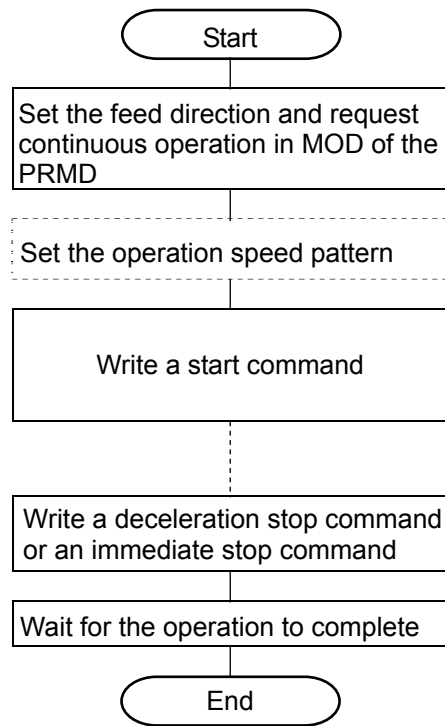 Start
Set the feed direction and request
continuous operation in MOD of the
PRMD
Set the operation speed pattern
Write a start command
Write a deceleration stop command
or an immediate stop command
Wait for the operation to complete
End